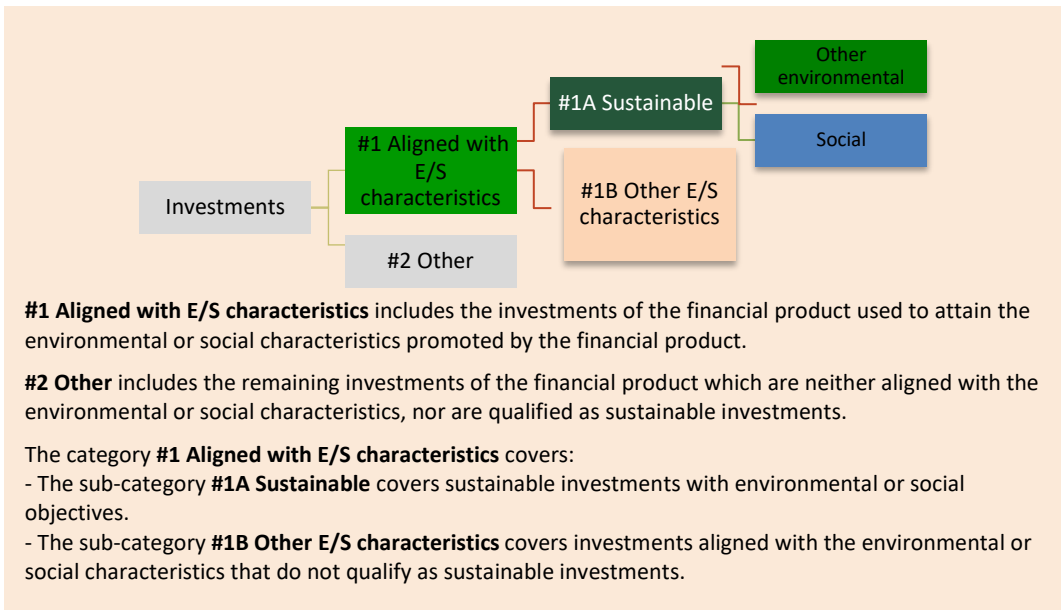 Other
environmental
#1A Sustainable
Social
#1 Aligned with
E/S
characteristics
#1B Other E/S
characteristics
Investments
#2 Other
#1 Aligned with E/S characteristics includes the investments of the financial product used to attain the
environmental or social characteristics promoted by the financial product.
#2 Other includes the remaining investments of the financial product which are neither aligned with the
environmental or social characteristics, nor are qualified as sustainable investments.
The category #1 Aligned with E/S characteristics covers:
- The sub-category #1A Sustainable covers sustainable investments with environmental or social
objectives.
- The sub-category #1B Other E/S characteristics covers investments aligned with the environmental or
social characteristics that do not qualify as sustainable investments.